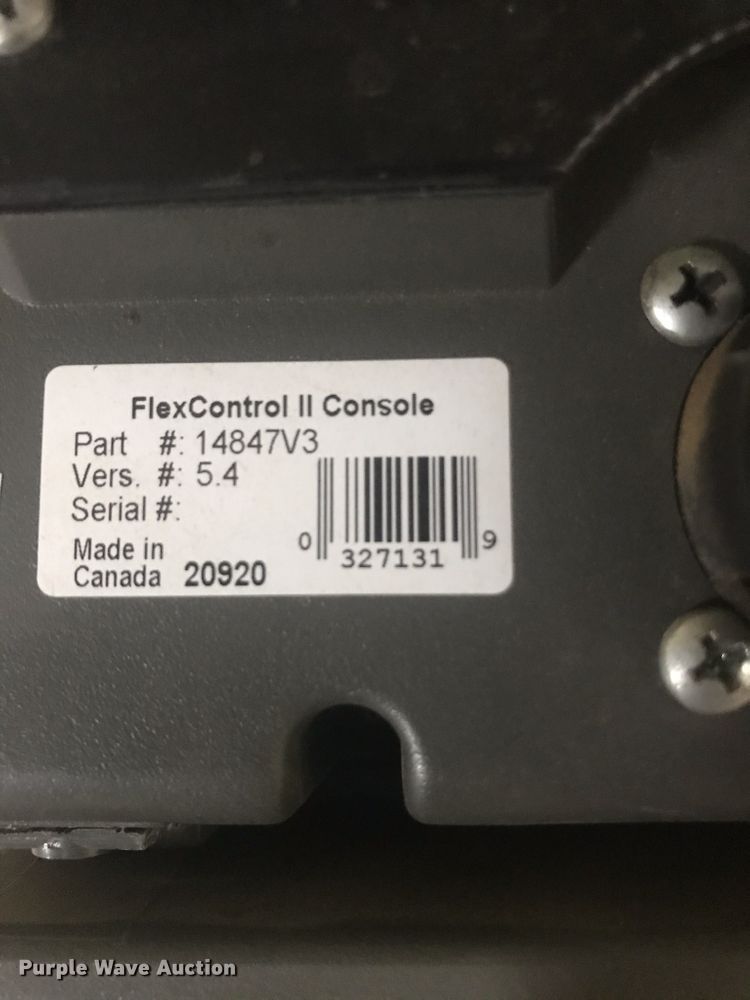 FlexControl II Console
Part #: 14847V3
Vers. #: 5.4
Serial #:
Made in
Canada 20920
0 327131 9
Purple Wave Auction